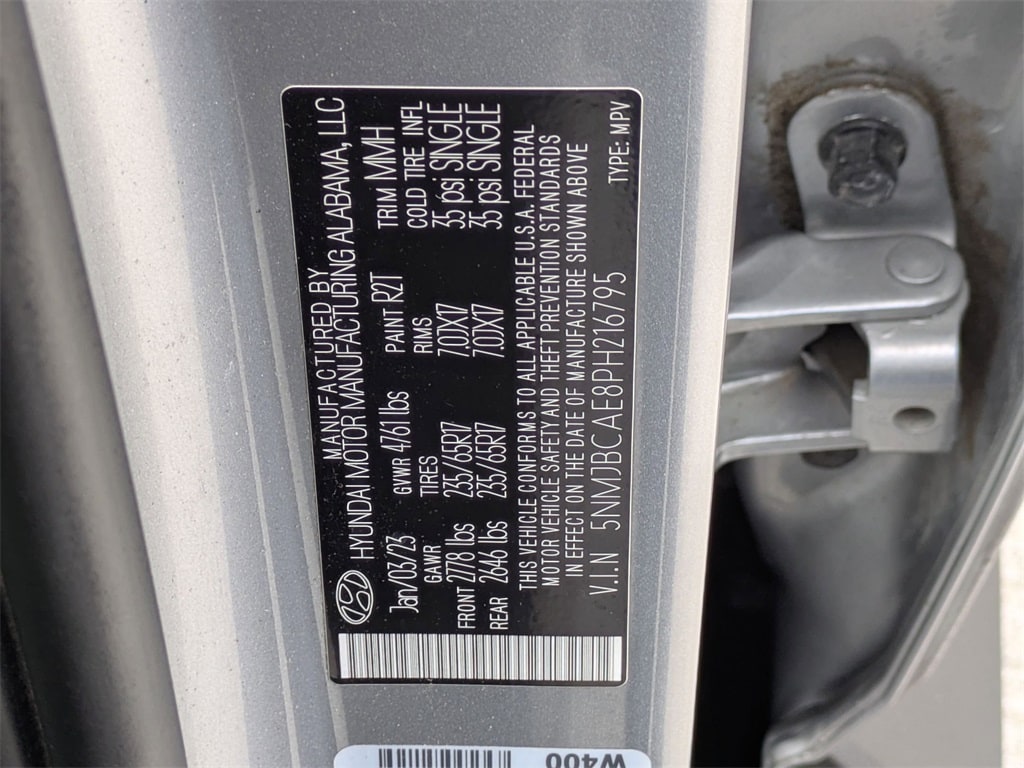 MANUFACTURED BY
HYUNDAI MOTOR MANUFACTURING ALABAMA, LLC
Jan/03/23 GVWR 4761 lbs PAINT R2T TRIM MMH
GAWR TIRES RIMS COLD TIRE INFL
FRONT 2778 lbs 235/65R17 7.0JX17 35 psi SINGLE
REAR 2646 lbs 235/65R17 7.0JX17 35 psi SINGLE
THIS VEHICLE CONFORMS TO ALL APPLICABLE U.S.A. FEDERAL
MOTOR VEHICLE SAFETY AND THEFT PREVENTION STANDARDS
IN EFFECT ON THE DATE OF MANUFACTURE SHOWN ABOVE
V.I.N 5NMJBCAE8PH216795 TYPE:MPV
W400